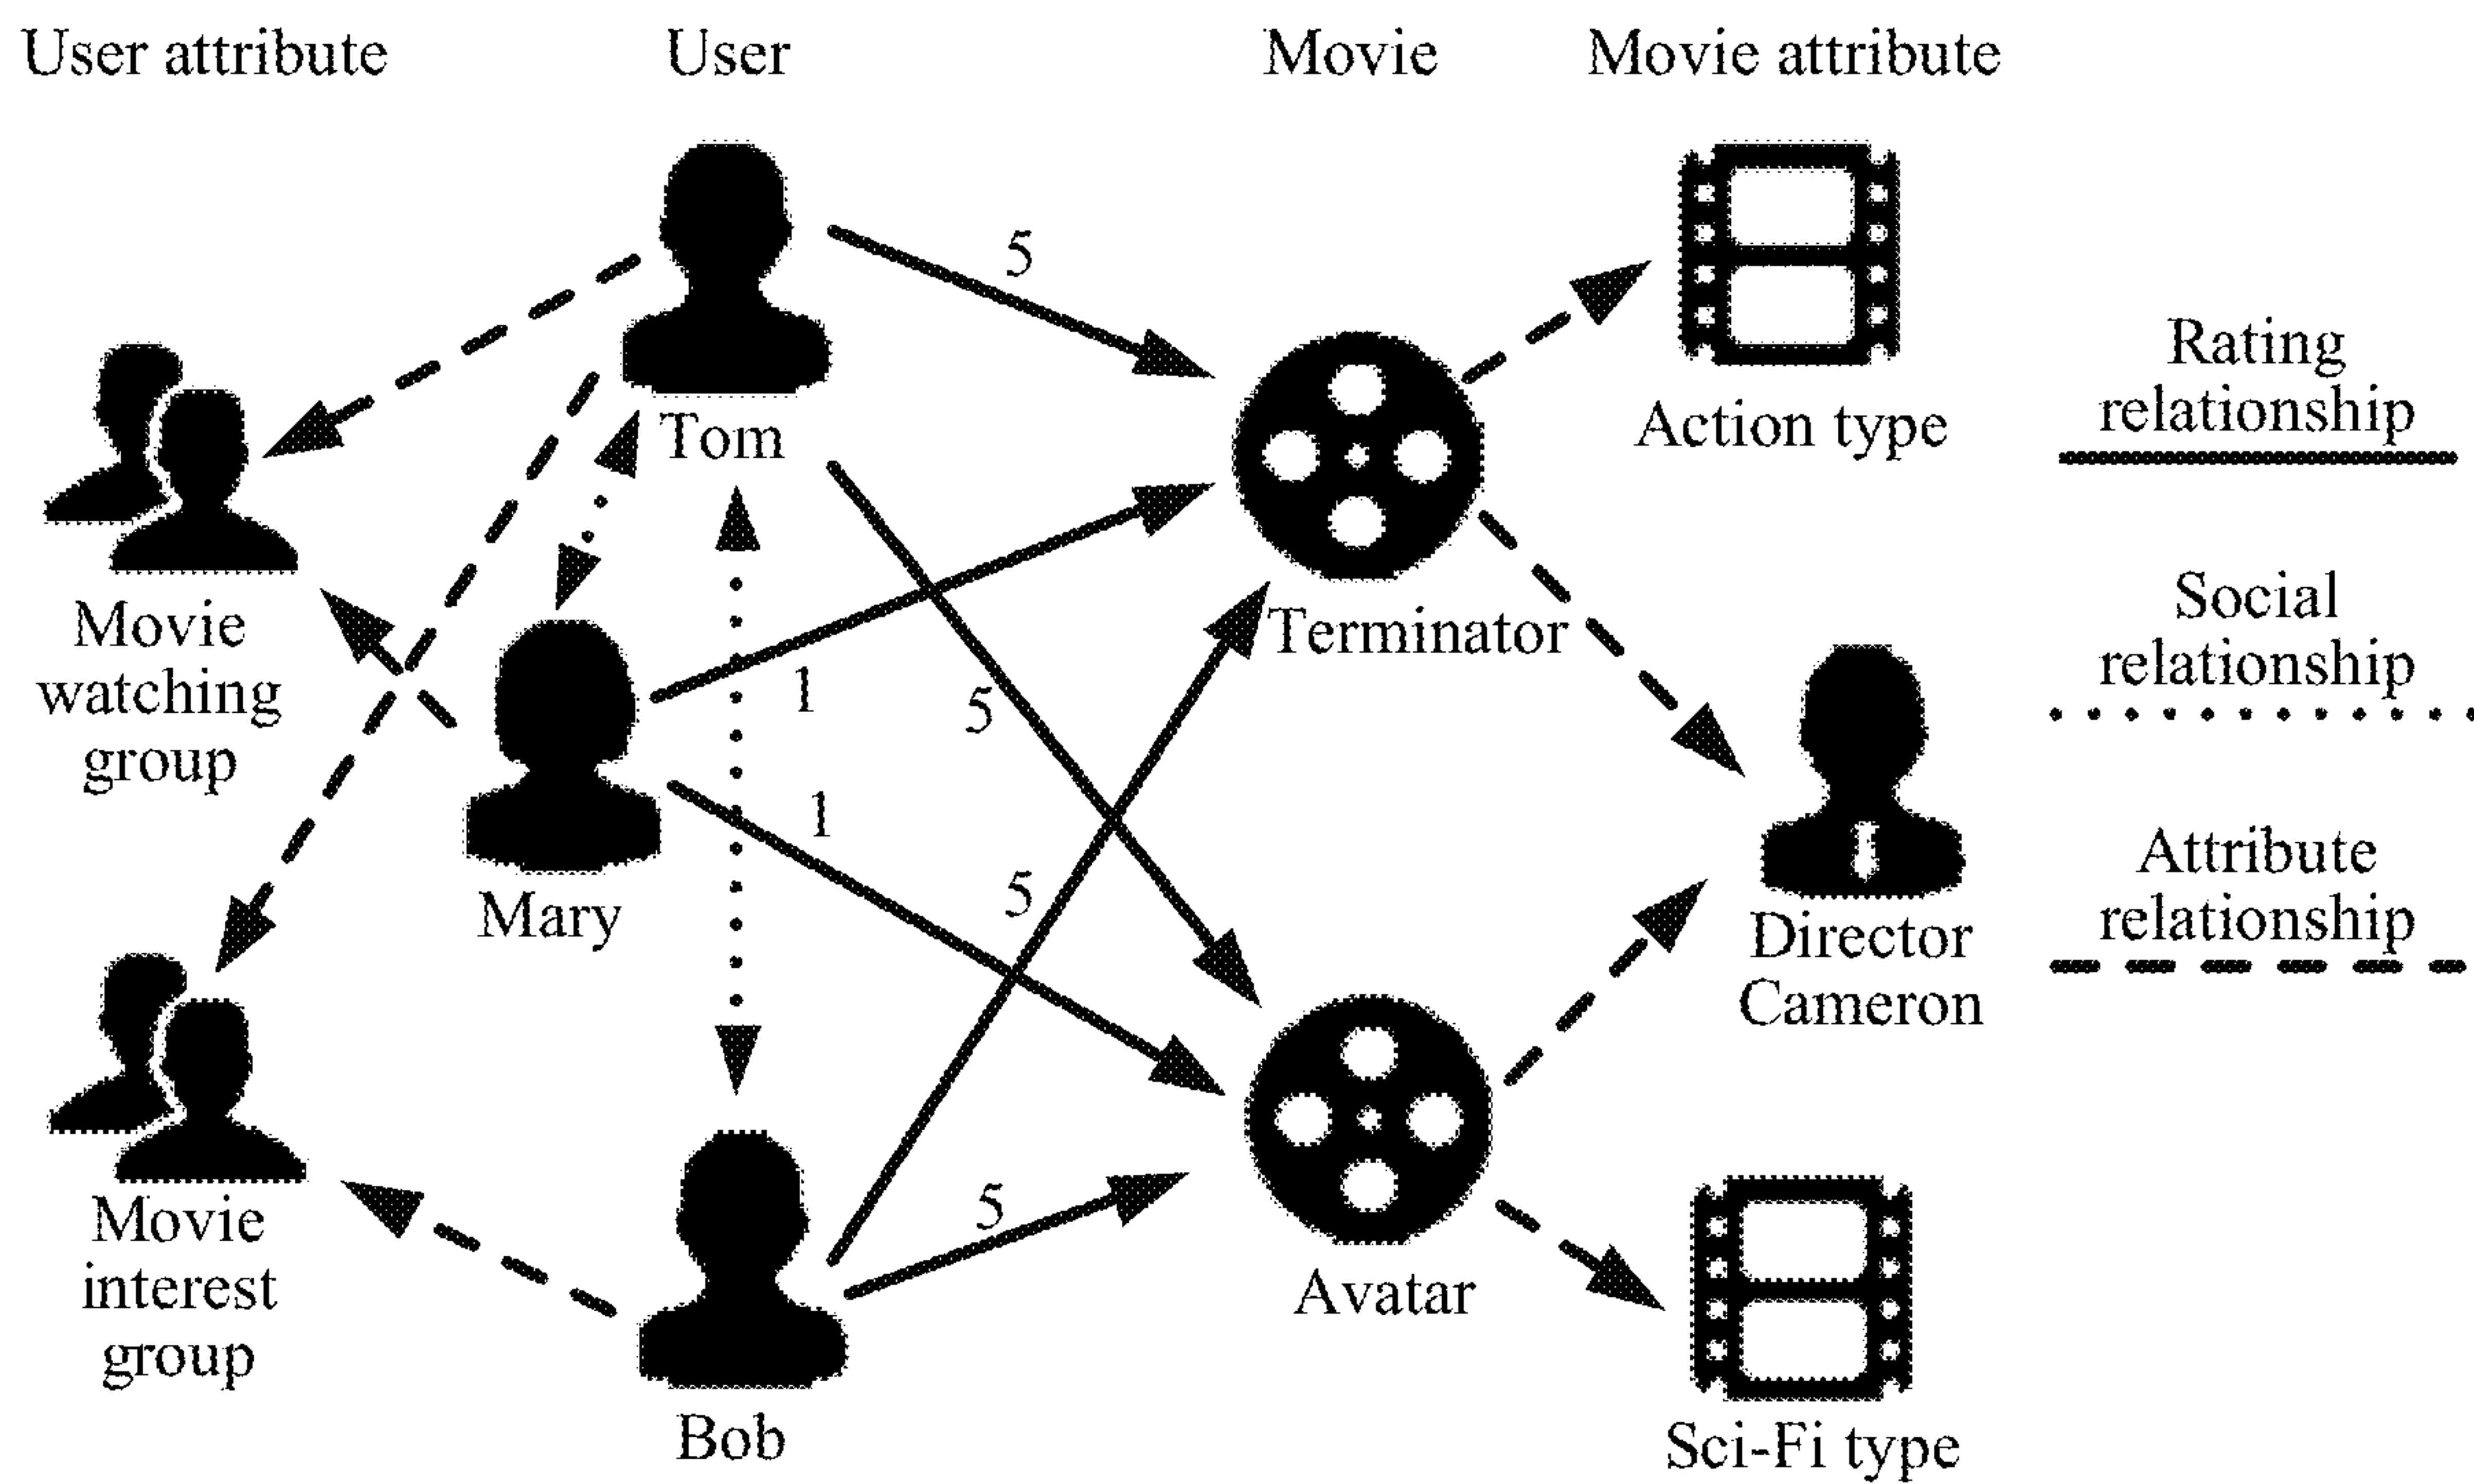 User attribute
User
Movie
Movie attribute
5
Tom
Action type
Rating
relationship
Movie
watching
group
1
5
Terminator
Social
relationship
1
Mary
5
Director
Cameron
Attribute
relationship
Movie
interest
group
5
Bob
Avatar
Sci-Fi type